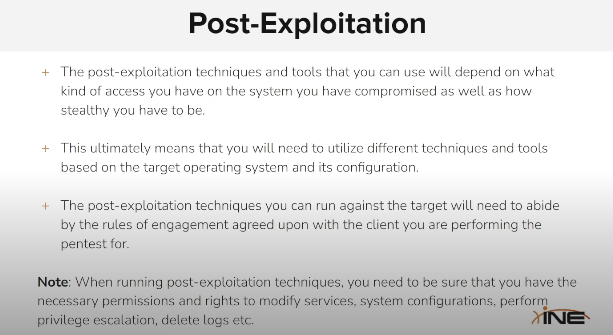 Post-Exploitation
+ The post-exploitation techniques and tools that you can use will depend on what
kind of access you have on the system you have compromised as well as how
stealthy you have to be.
+ This ultimately means that you will need to utilize different techniques and tools
based on the target operating system and its configuration.
+ The post-exploitation techniques you can run against the target will need to abide
by the rules of engagement agreed upon with the client you are performing the
pentest for.
Note: When running post-exploitation techniques, you need to be sure that you have the
necessary permissions and rights to modify services, system configurations, perform
privilege escalation, delete logs etc.
INE